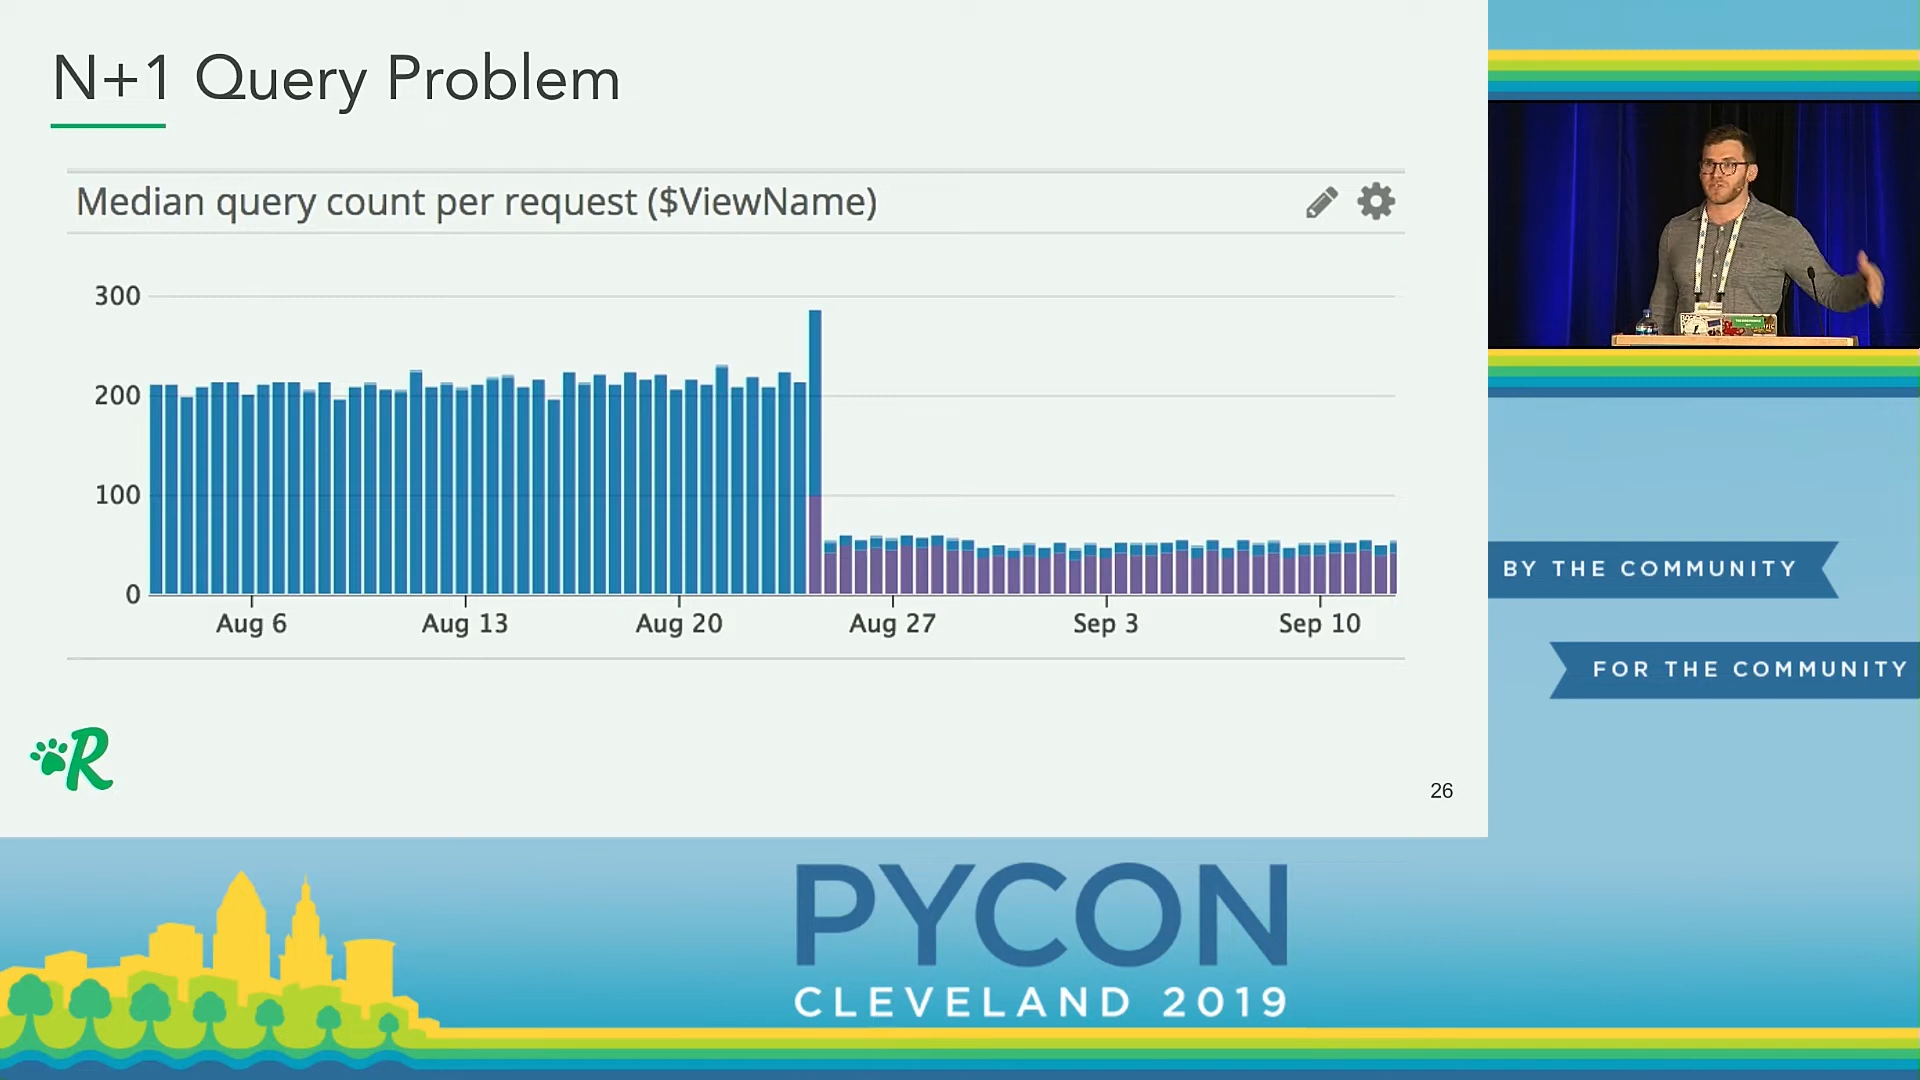 N+1 Query Problem
Median query count per request ($ViewName)
300
200
100
0
Aug 6
Aug 13
Aug 20
Aug 27
Sep 3
Sep 10
R
26
BY THE COMMUNITY
FOR THE COMMUNITY
PYCON
CLEVELAND 2019